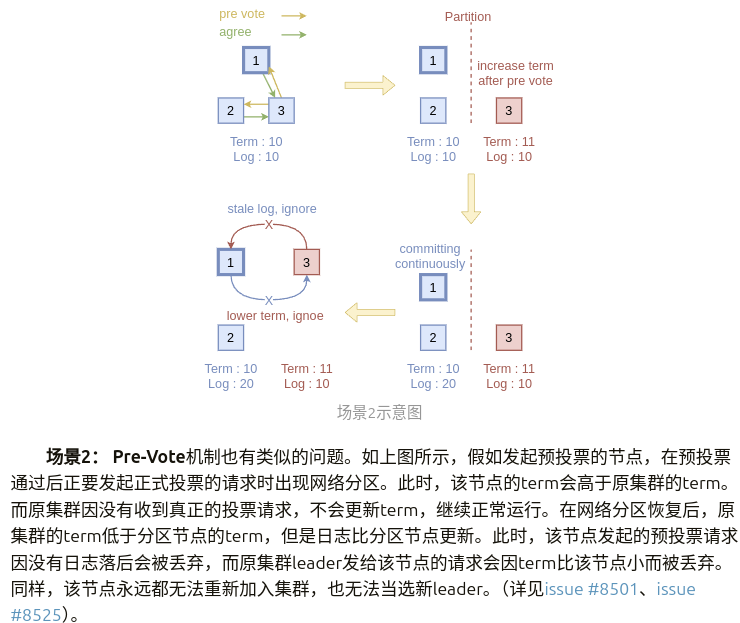 pre vote
agree
1
2
3
Term : 10
Log : 10
Partition
1
increase term
after pre vote
2
3
Term : 10
Log : 10
Term : 11
Log : 10
stale log, ignore
X
1
3
X
lower term, ignoe
2
Term : 10
Log : 20
Term : 11
Log : 10
committing
continuously
1
2
3
Term : 10
Log : 20
Term : 11
Log : 10
场景2示意图
场景2： Pre-Vote机制也有类似的问题。如上图所示，假如发起预投票的节点，在预投票
通过后正要发起正式投票的请求时出现网络分区。此时，该节点的term会高于原集群的term。
而原集群因没有收到真正的投票请求，不会更新term，继续正常运行。在网络分区恢复后，原
集群的term低于分区节点的term，但是日志比分区节点更新。此时，该节点发起的预投票请求
因没有日志落后会被丢弃，而原集群leader发给该节点的请求会因term比该节点小而被丢弃。
同样，该节点永远都无法重新加入集群，也无法当选新leader。（详见issue #8501、issue
#8525）。